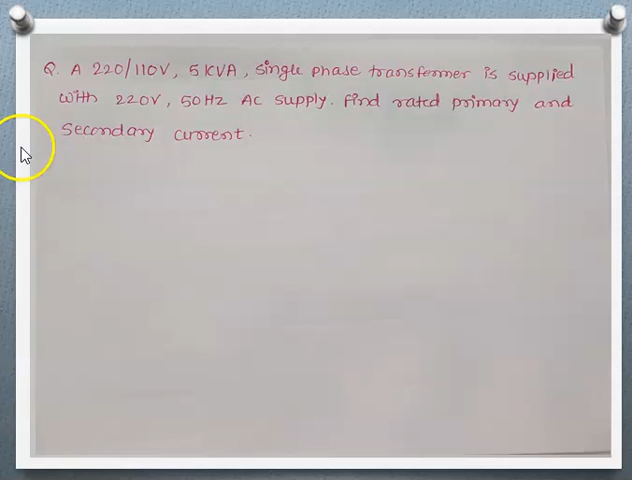 Q. A 220/110V, 5KVA, single phase transformer is supplied
with 220V, 50HZ AC supply. Find rated primary and
secondary current.